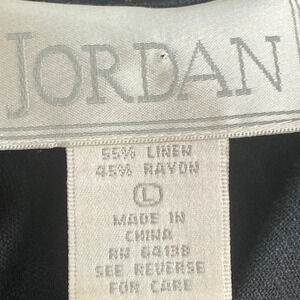 JORDAN
55% LINEN
45% RAYON
L
MADE IN
CHINA
RN 64138
SEE REVERSE
FOR CARE